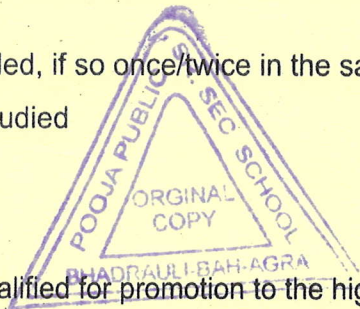 led, if so once/twice in the sa
udied
POOJA PUBLIC SR. SEC SCHOOL
ORGINAL
COPY
BHADRAULI-BAH-AGRA
alified for promotion to the hig